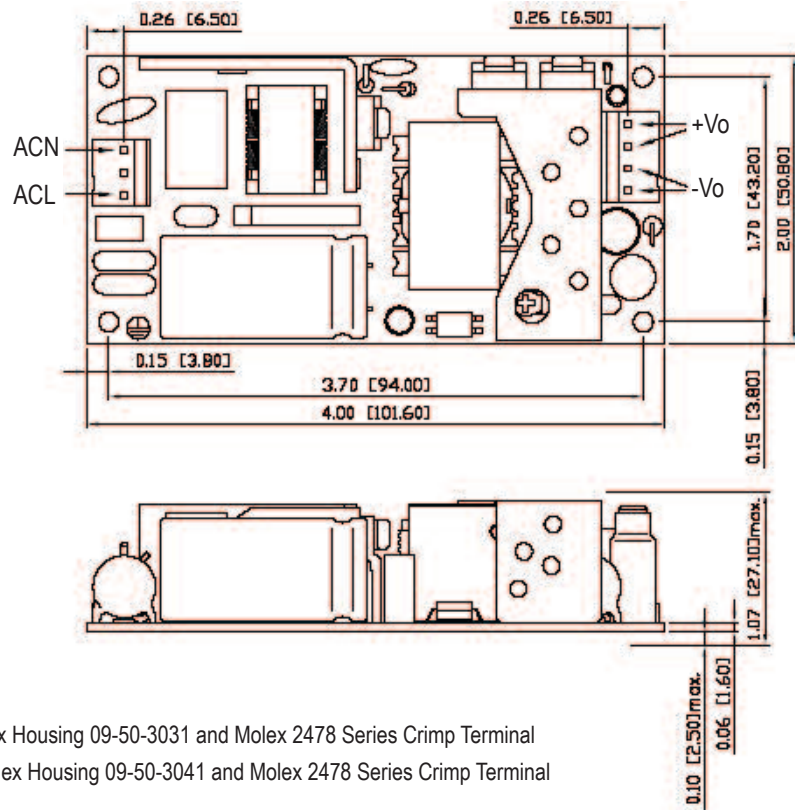 0.26 [6.50]
0.26 [6.50]
ACN
ACL
+Vo
-Vo
1.70 [43.20]
2.00 [50.80]
0.15 [3.80]
3.70 [94.00]
4.00 [101.60]
0.15 [3.80]
1.07 [27.10]max.
0.06 [1.60]
0.10 [2.50]max.
x Housing 09-50-3031 and Molex 2478 Series Crimp Terminal
ex Housing 09-50-3041 and Molex 2478 Series Crimp Terminal